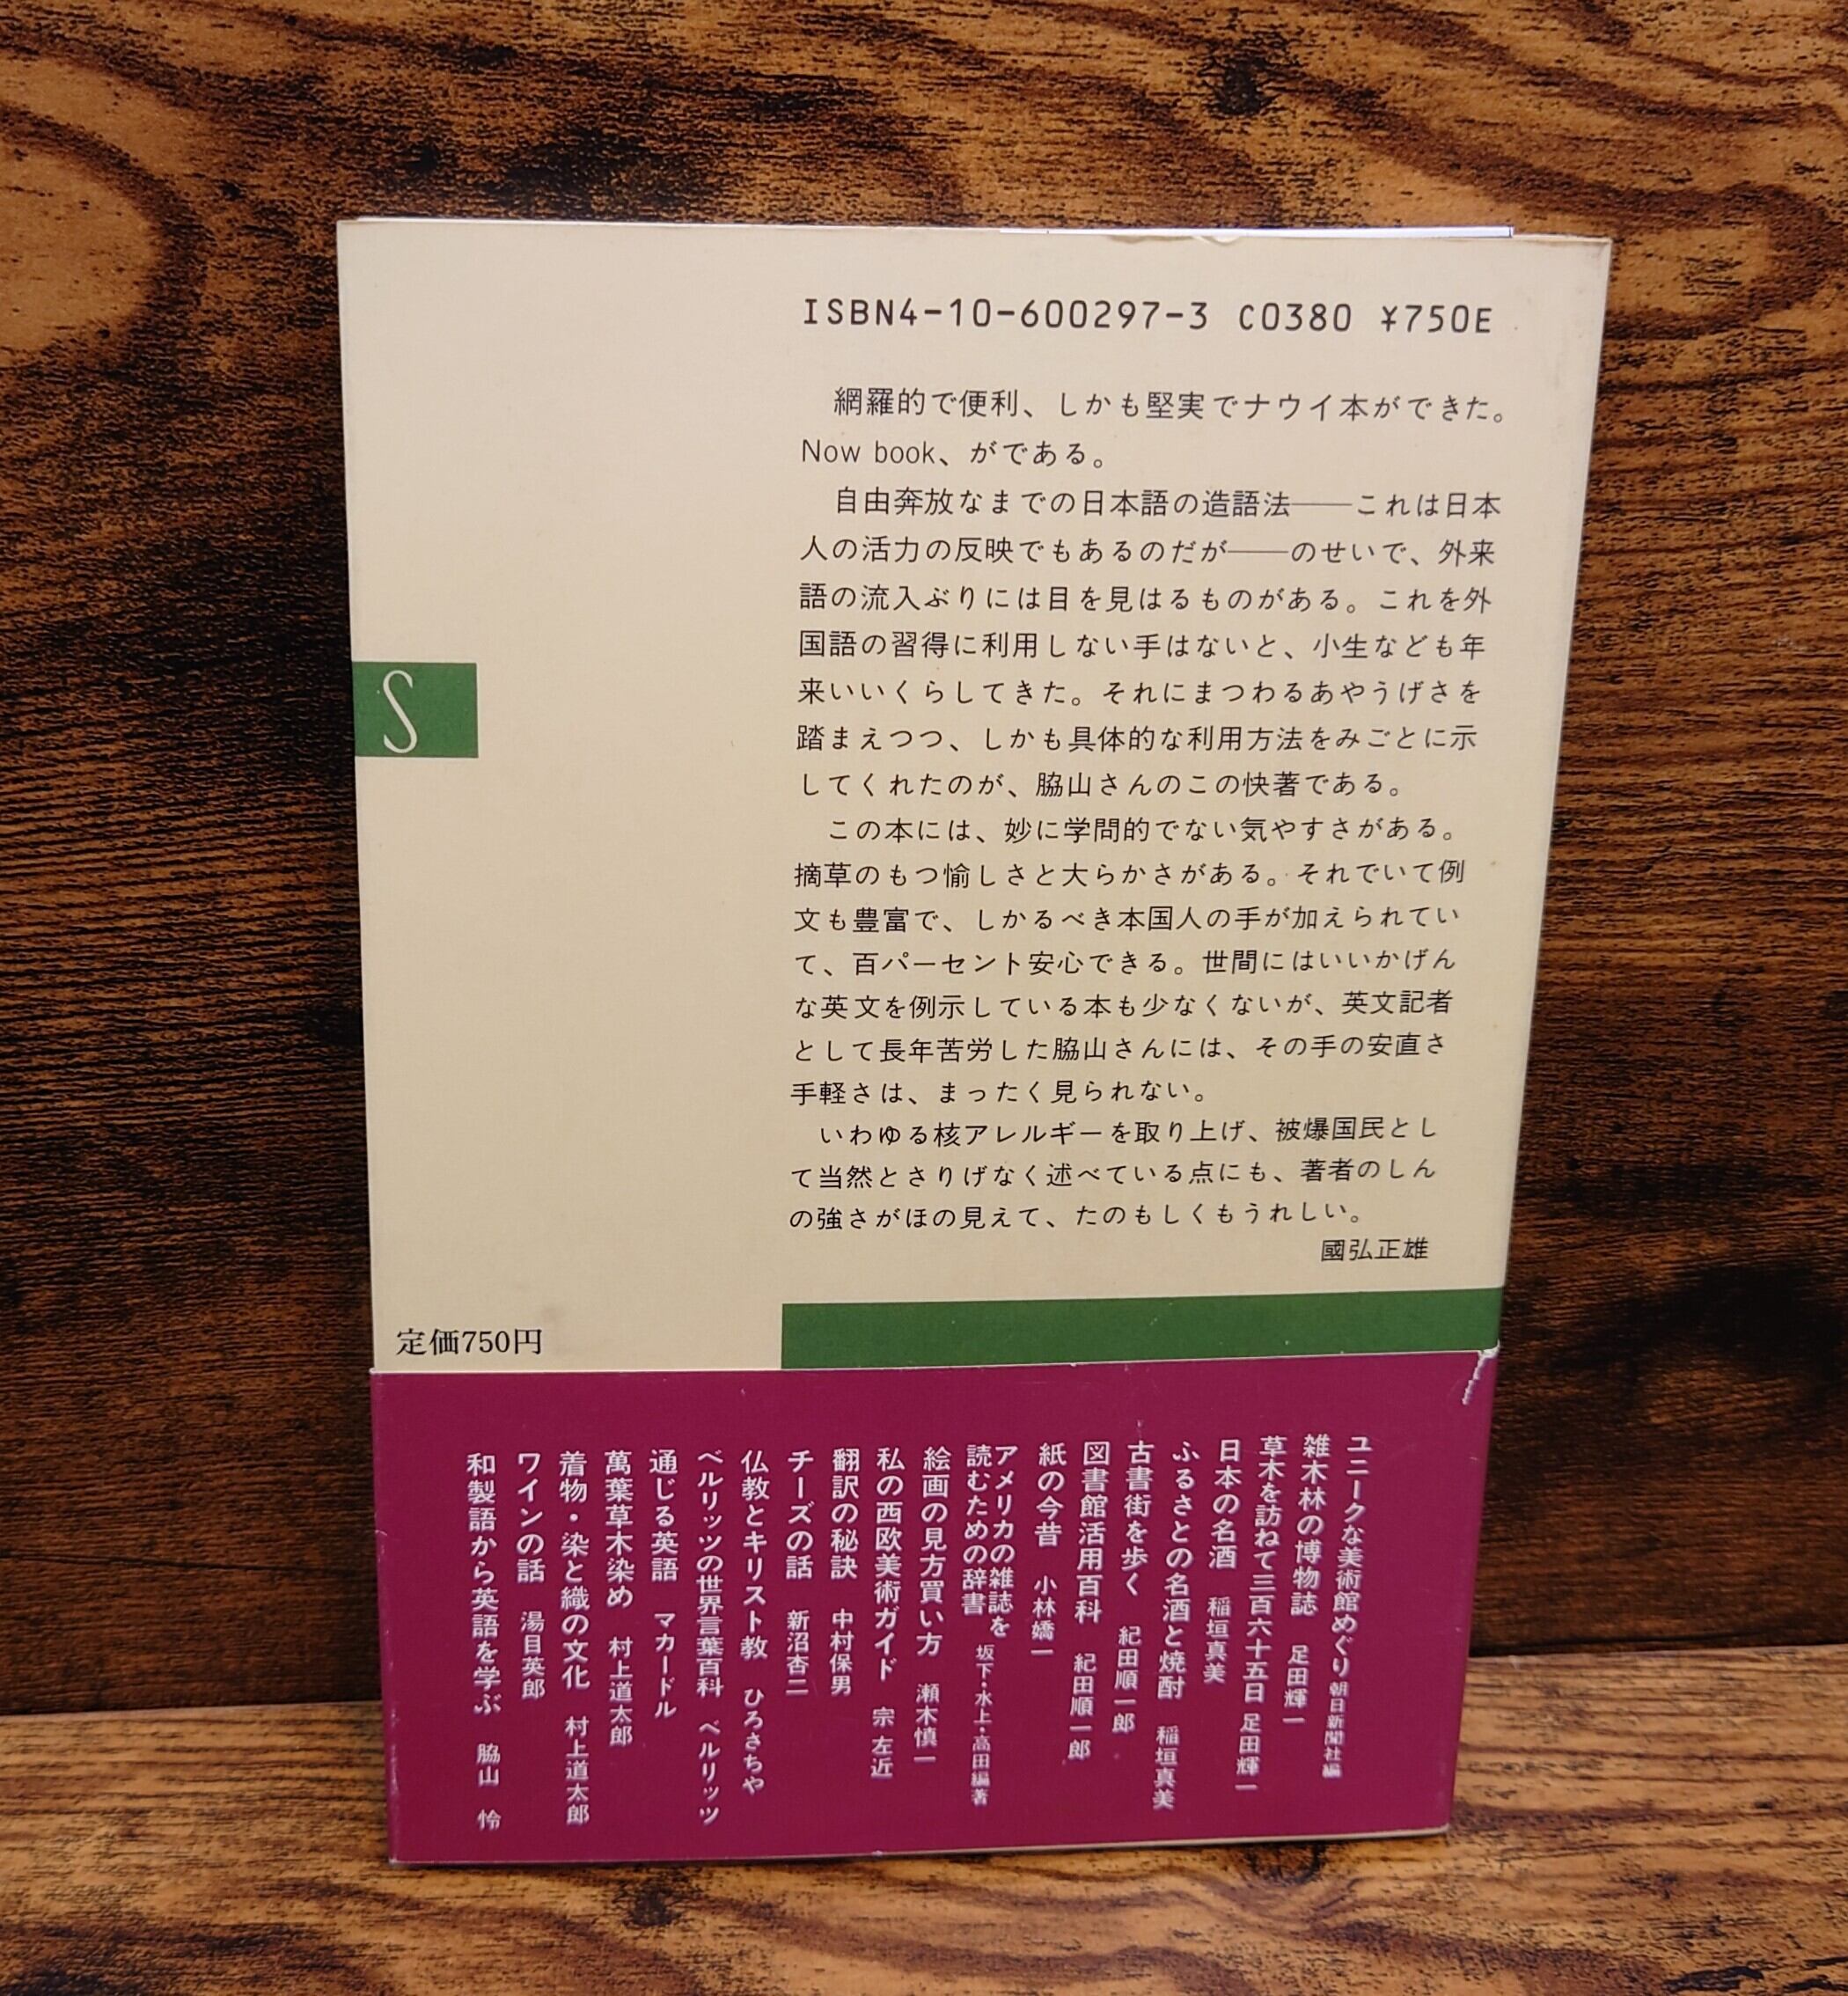 ISBN4-10-600297-3 C0380 ¥750E
網羅的で便利、しかも堅実でナウイ本ができた。
Now book、がである。
自由奔放なまでの日本語の造語法――これは日本
人の活力の反映でもあるのだが――のせいで、外来
語の流入ぶりには目を見はるものがある。これを外
国語の習得に利用しない手はないと、小生なども年
来いいくらしてきた。それにまつわるあやうげさを
踏まえつつ、しかも具体的な利用方法をみごとに示
してくれたのが、脇山さんのこの快著である。
この本には、妙に学問的でない気やすさがある。
摘草のもつ愉しさと大らかさがある。それでいて例
文も豊富で、しかるべき本国人の手が加えられてい
て、百パーセント安心できる。世間にはいいかげん
な英文を例示している本も少なくないが、英文記者
として長年苦労した脇山さんには、その手の安直さ
手軽さは、まったく見られない。
いわゆる核アレルギーを取り上げ、被爆国民とし
て当然とさりげなく述べている点にも、著者のしん
の強さがほの見えて、たのもしくもうれしい。
國弘正雄
S
定価750円
ユニークな美術館めぐり 朝日新聞社編
雑木林の博物誌 足田輝一
草木を訪ねて三百六十五日 足田輝一
日本の名酒 稲垣真美
ふるさとの名酒と焼酎 稲垣真美
古書街を歩く 紀田順一郎
図書館活用百科 紀田順一郎
紙の今昔 小林嬌一
アメリカの雑誌を
読むための辞書 坂下・水上・高田編著
絵画の見方買い方 瀬木慎一
私の西欧美術ガイド 宗 左近
翻訳の秘訣 中村保男
チーズの話 新沼杏二
仏教とキリスト教 ひろさちや
ベルリッツの世界言葉百科 ベルリッツ
通じる英語 マカードル
萬葉草木染め 村上道太郎
着物・染と織の文化 村上道太郎
ワインの話 湯目英郎
和製語から英語を学ぶ 脇山 怜